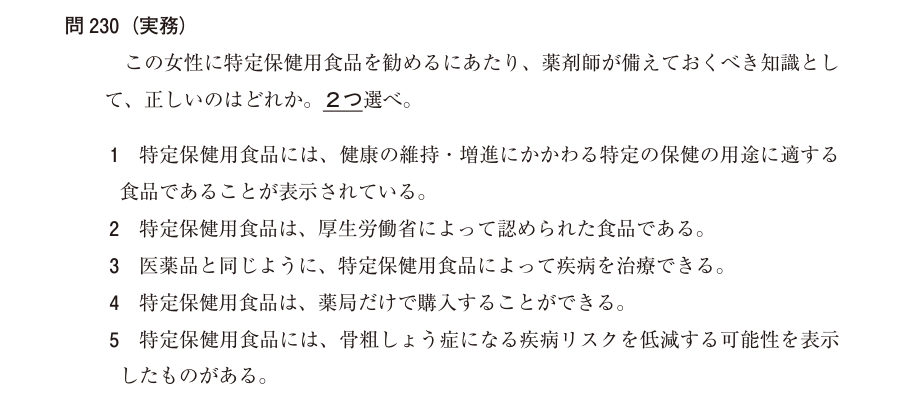 問 230（実務）
この女性に特定保健用食品を勧めるにあたり、薬剤師が備えておくべき知識とし
て、正しいのはどれか。２つ選べ。
1 特定保健用食品には、健康の維持・増進にかかわる特定の保健の用途に適する
食品であることが表示されている。
2 特定保健用食品は、厚生労働省によって認められた食品である。
3 医薬品と同じように、特定保健用食品によって疾病を治療できる。
4 特定保健用食品は、薬局だけで購入することができる。
5 特定保健用食品には、骨粗しょう症になる疾病リスクを低減する可能性を表示
したものがある。